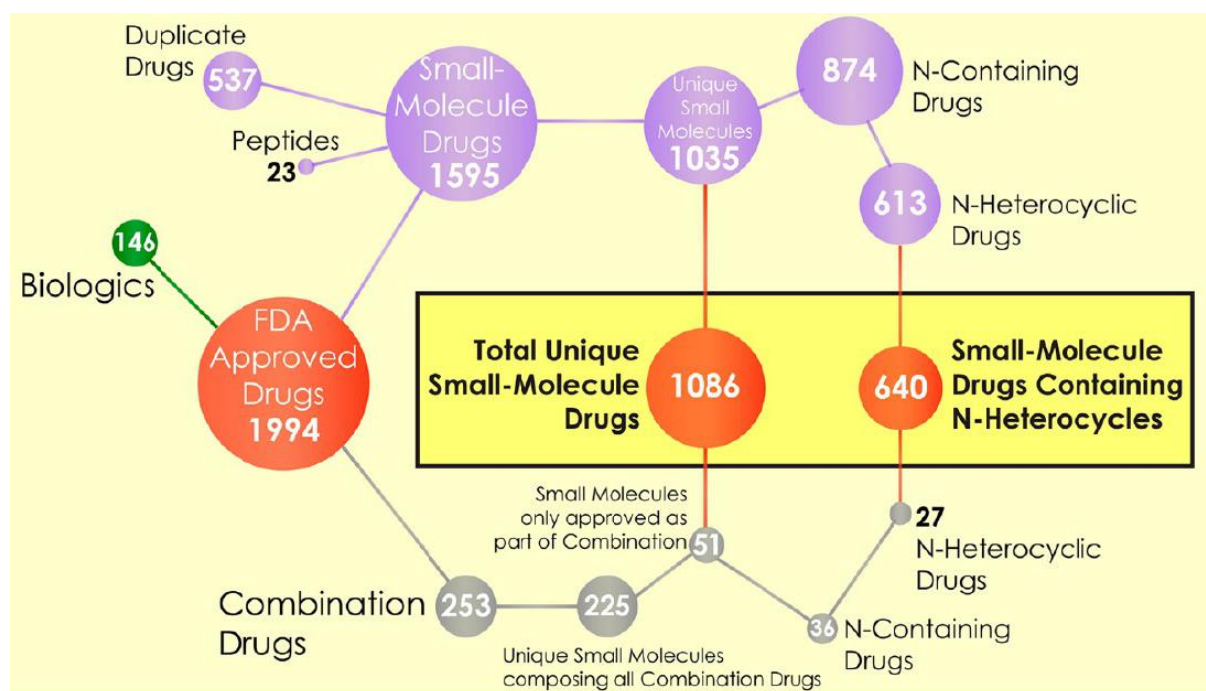 Duplicate
Drugs
537
Peptides
23
Small-
Molecule
Drugs
1595
Unique
Small
Molecules
1035
874
N-Containing
Drugs
613
N-Heterocyclic
Drugs
146
Biologics
FDA
Approved
Drugs
1994
Total Unique
Small-Molecule
Drugs
1086
640
Small-Molecule
Drugs Containing
N-Heterocycles
Small Molecules
only approved as
part of Combination
51
27
N-Heterocyclic
Drugs
Combination
Drugs
253
225
Unique Small Molecules
composing all Combination Drugs
36
N-Containing
Drugs